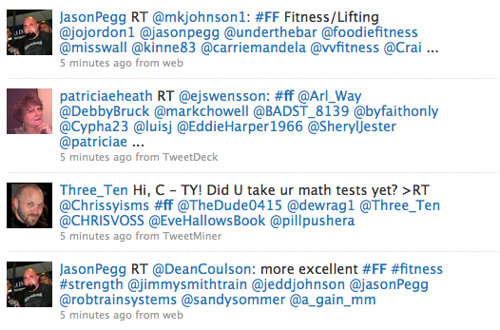 JasonPegg RT @mkjohnson1: #FF Fitness/Lifting
@jojordon1 @jasonpegg @underthebar @foodiefitness
@misswall @kinne83 @carriemandela @vvfitness @Crai ...
5 minutes ago from web
patriciaeheath RT @ejswensson: #ff @Arl_Way
@DebbyBruck @markchowell @BADST_8139 @byfaithonly
@Cypha23 @luisj @EddieHarper1966 @SherylJester
@patriciae ...
5 minutes ago from TweetDeck
Three_Ten Hi, C - TY! Did U take ur math tests yet? >RT
@Chrissyisms #ff @TheDude0415 @dewrag1 @Three_Ten
@CHRISVOSS @EveHallowsBook @pillpushera
5 minutes ago from TweetMiner
JasonPegg RT @DeanCoulson: more excellent #FF #fitness
#strength @jimmysmithtrain @jeddjohnson @jasonPegg
@robtrainsystems @sandysommer @a_gain_mm
5 minutes ago from web